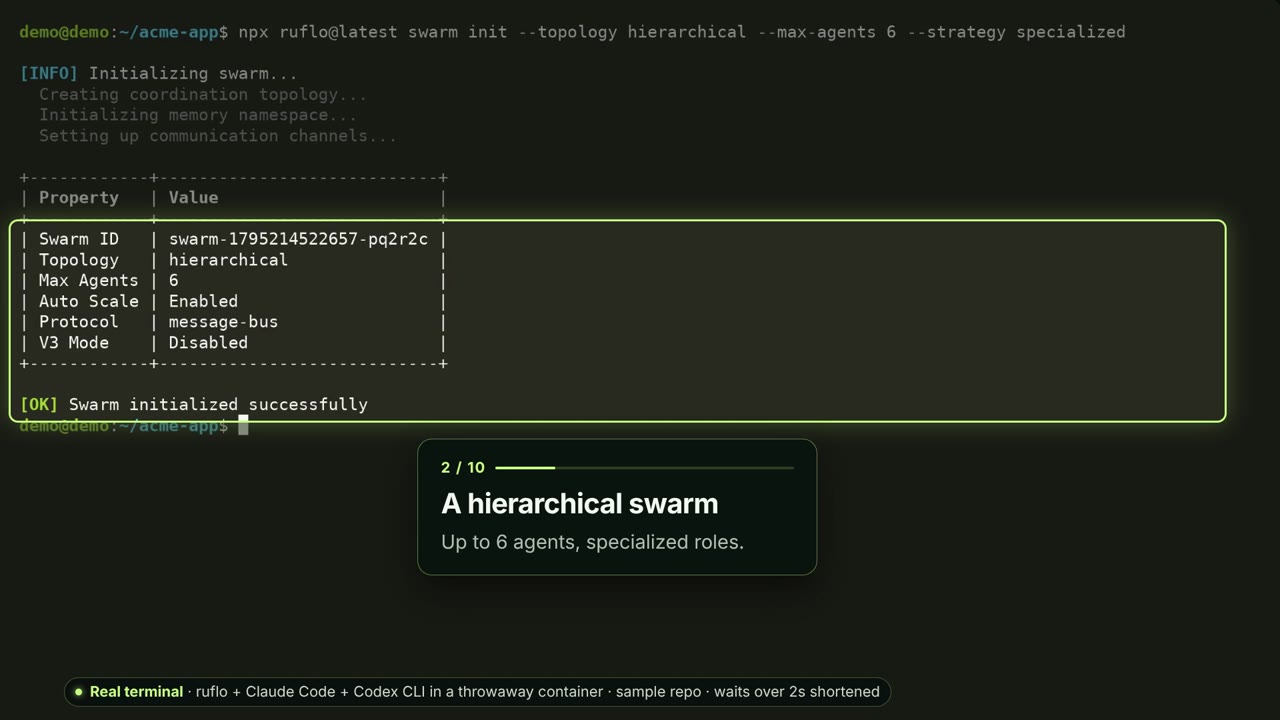 demo@demo:~/acme-app$ npx ruflo@latest swarm init --topology hierarchical --max-agents 6 --strategy specialized
[INFO] Initializing swarm...
Creating coordination topology...
Initializing memory namespace...
Setting up communication channels...
+------------+----------------------------+
| Property   | Value                      |
+------------+----------------------------+
| Swarm ID   | swarm-1795214522657-pq2r2c |
| Topology   | hierarchical               |
| Max Agents | 6                          |
| Auto Scale | Enabled                    |
| Protocol   | message-bus                |
| V3 Mode    | Disabled                   |
+------------+----------------------------+
[OK] Swarm initialized successfully
demo@demo:~/acme-app$
2 / 10
A hierarchical swarm
Up to 6 agents, specialized roles.
Real terminal · ruflo + Claude Code + Codex CLI in a throwaway container · sample repo · waits over 2s shortened